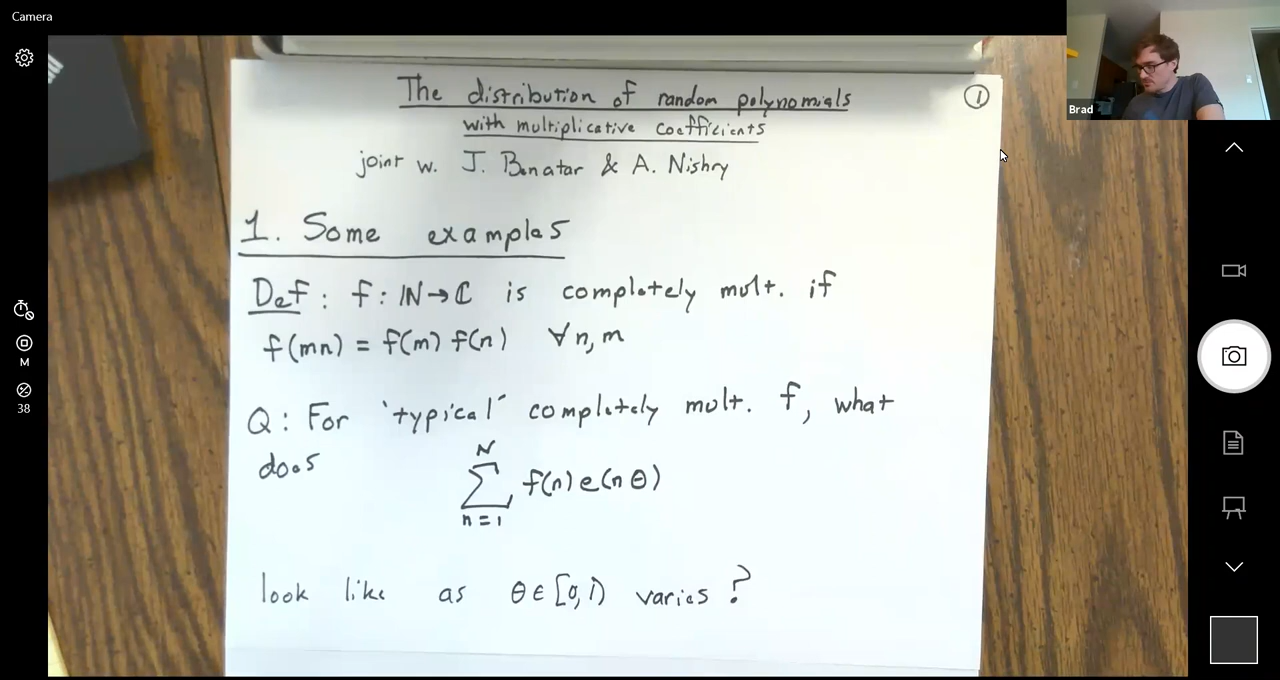 Camera
Brad
M
38
The distribution of random polynomials
with multiplicative coefficients
①
joint w. J. Benatar & A. Nishry
1. Some examples
Def: f: ℕ→ℂ is completely mult. if
f(mn) = f(m) f(n) ∀ n, m
Q: For 'typical' completely mult. f, what
does
N
∑ f(n) e(n θ)
n=1
look like as θ ∈ [0,1) varies?